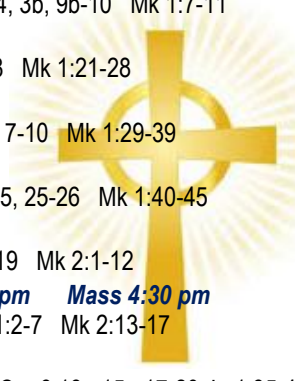 4, 3b, 9b-10 Mk 1:7-11
Mk 1:21-28
7-10 Mk 1:29-39
5, 25-26 Mk 1:40-45
19 Mk 2:1-12
pm Mass 4:30 pm
1:2-7 Mk 2:13-17